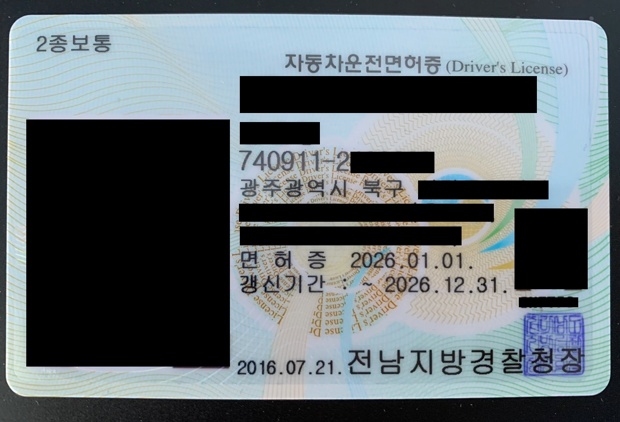 2종보통
자동차운전면허증 (Driver's License)
740911-2
광주광역시 북구
면 허 증 2026.01.01.
갱신기간 : ~ 2026.12.31.
2016.07.21. 전남지방경찰청장